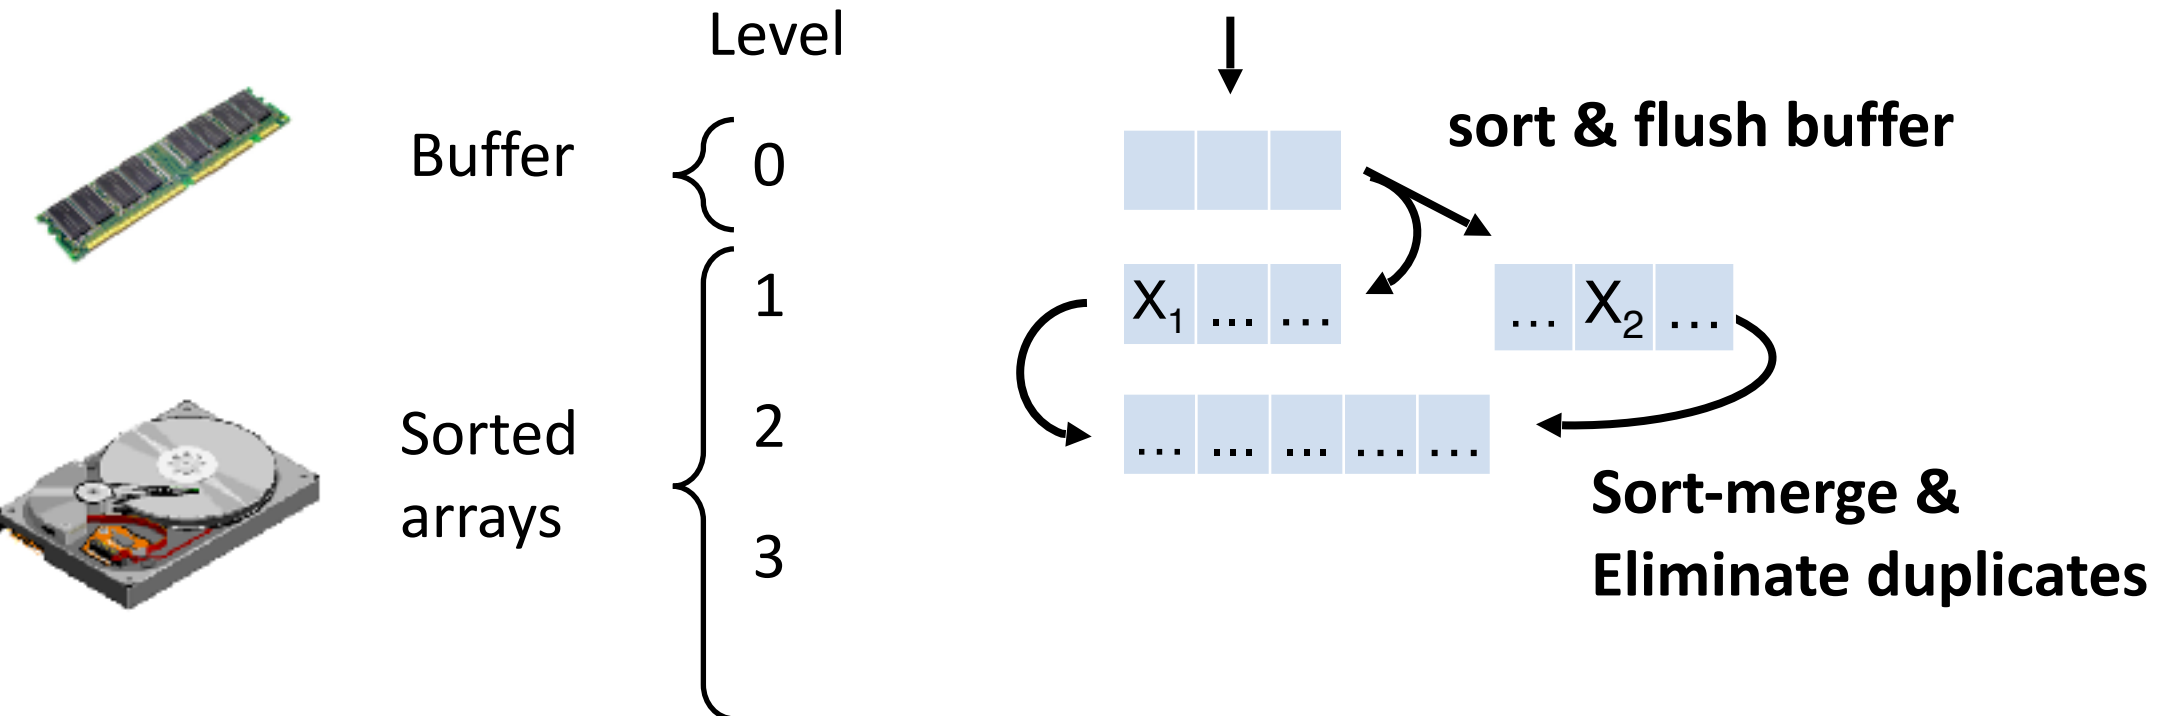 Level
Buffer
0
sort & flush buffer
1
X₁ ... ...
... X₂ ...
Sorted
arrays
2
... ... ... ... ...
Sort-merge &
Eliminate duplicates
3